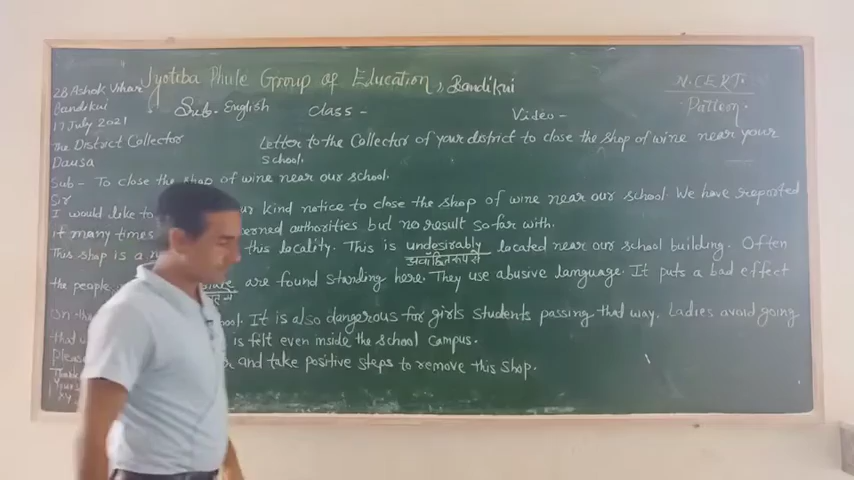 Jyotiba Phule Group of Education, Bandikui
N.CERT.
Pattern
Sub- English Class - Video -
28 Ashok Vihar
Bandikui
17 July 2021
The District Collector
Dausa
Letter to the Collector of your district to close the shop of wine near your
school.
Sub- To close the shop of wine near our school.
Sir
I would like to ur kind notice to close the shop of wine near our school. We have reported
it many times erned authorities but no result so far with.
This shop is a this locality. This is undesirably located near our school building. Often
अवांछित रूप से
the people are found standing here. They use abusive language. It puts a bad effect
on the ool. It is also dangerous for girls students passing that way. Ladies avoid going
that is felt even inside the school campus.
Please and take positive steps to remove this shop.
XY